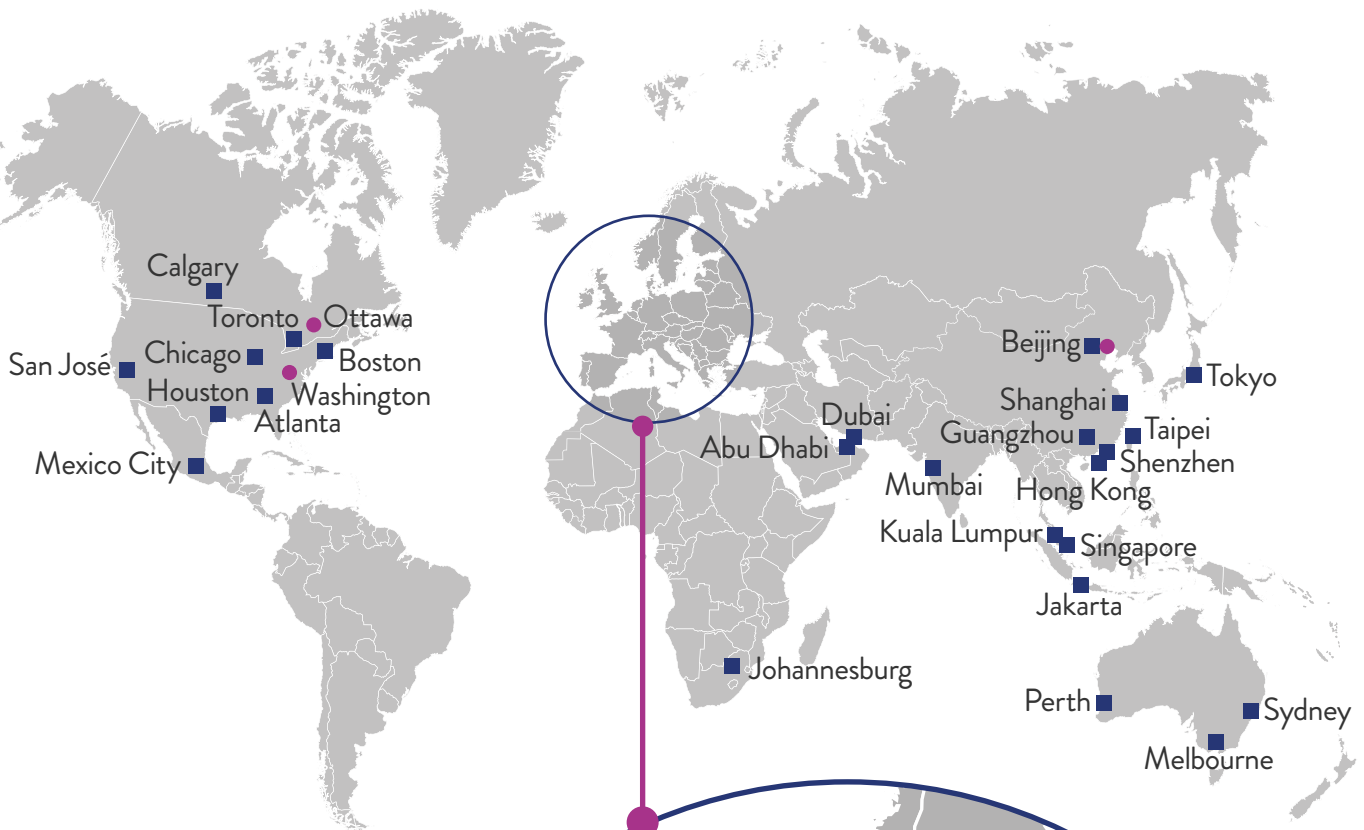 Calgary
Toronto
Ottawa
San José
Chicago
Boston
Houston
Washington
Atlanta
Mexico City
Beijing
Tokyo
Shanghai
Dubai
Guangzhou
Taipei
Abu Dhabi
Shenzhen
Mumbai
Hong Kong
Kuala Lumpur
Singapore
Jakarta
Johannesburg
Perth
Sydney
Melbourne